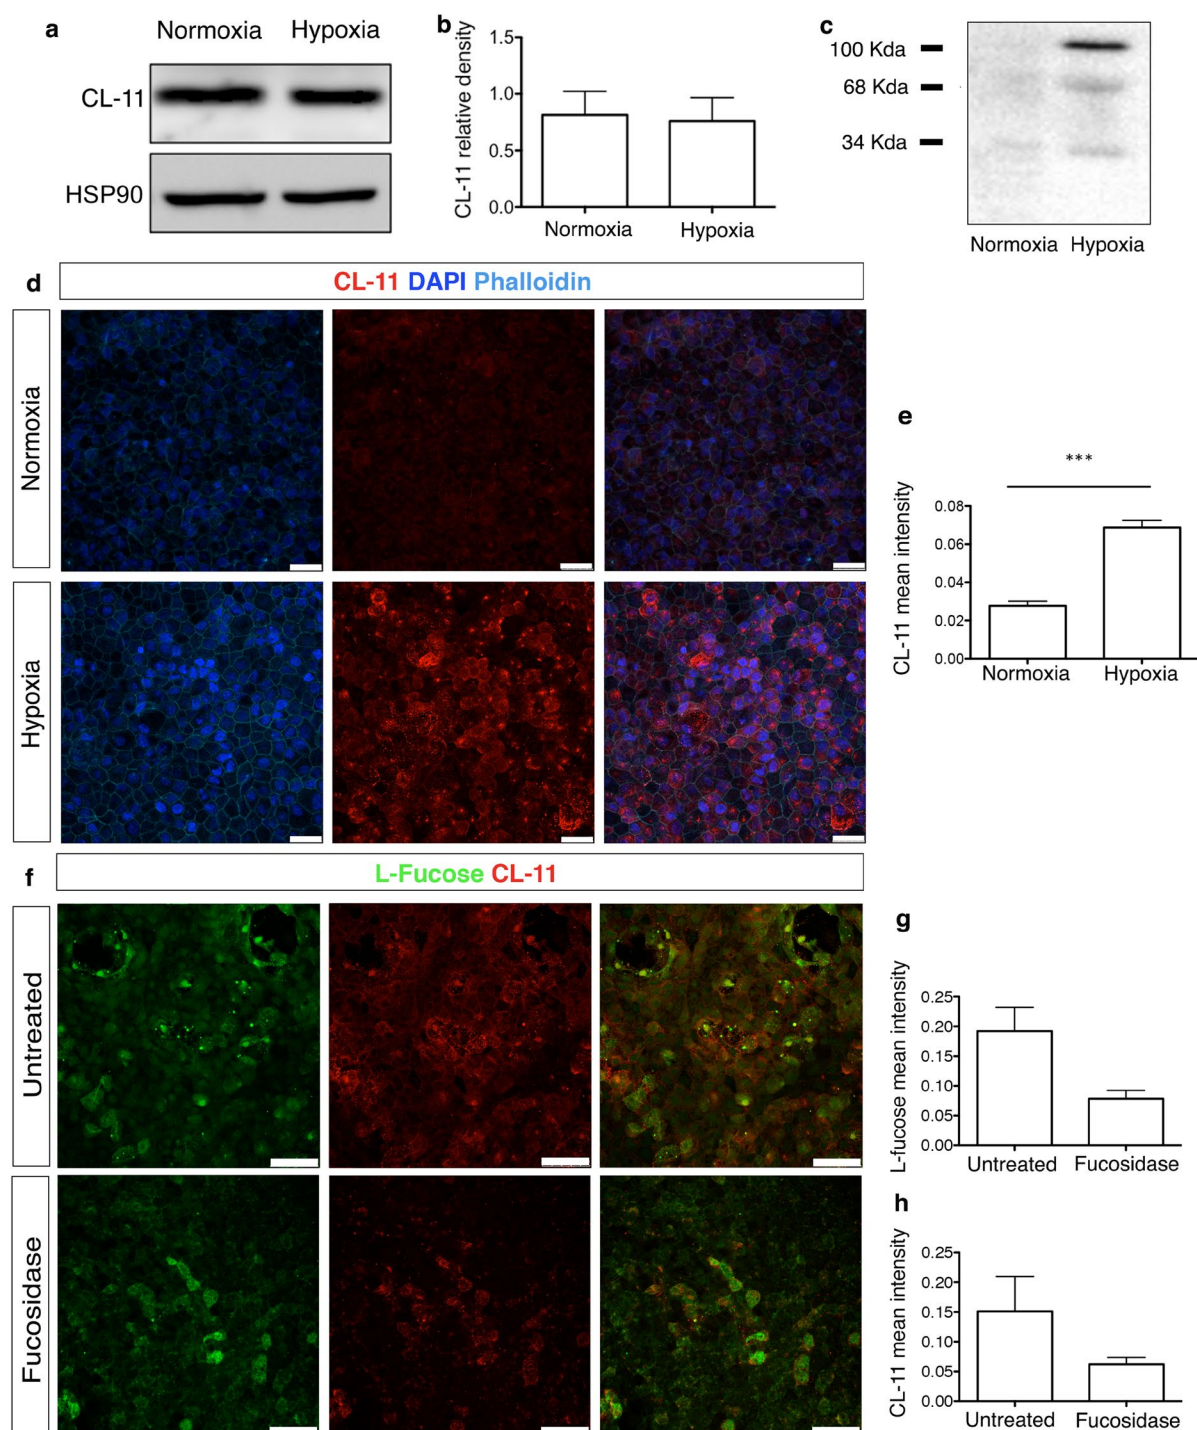 a
Normoxia Hypoxia
CL-11
HSP90
b
CL-11 relative density
1.5
1.0
0.5
0.0
Normoxia Hypoxia
c
100 Kda
68 Kda
34 Kda
Normoxia Hypoxia
d
CL-11 DAPI Phalloidin
Normoxia
Hypoxia
e
***
CL-11 mean intensity
0.08
0.06
0.04
0.02
0.00
Normoxia Hypoxia
f
L-Fucose CL-11
Untreated
Fucosidase
g
L-fucose mean intensity
0.25
0.20
0.15
0.10
0.05
0.00
Untreated Fucosidase
h
CL-11 mean intensity
0.25
0.20
0.15
0.10
0.05
0.00
Untreated Fucosidase